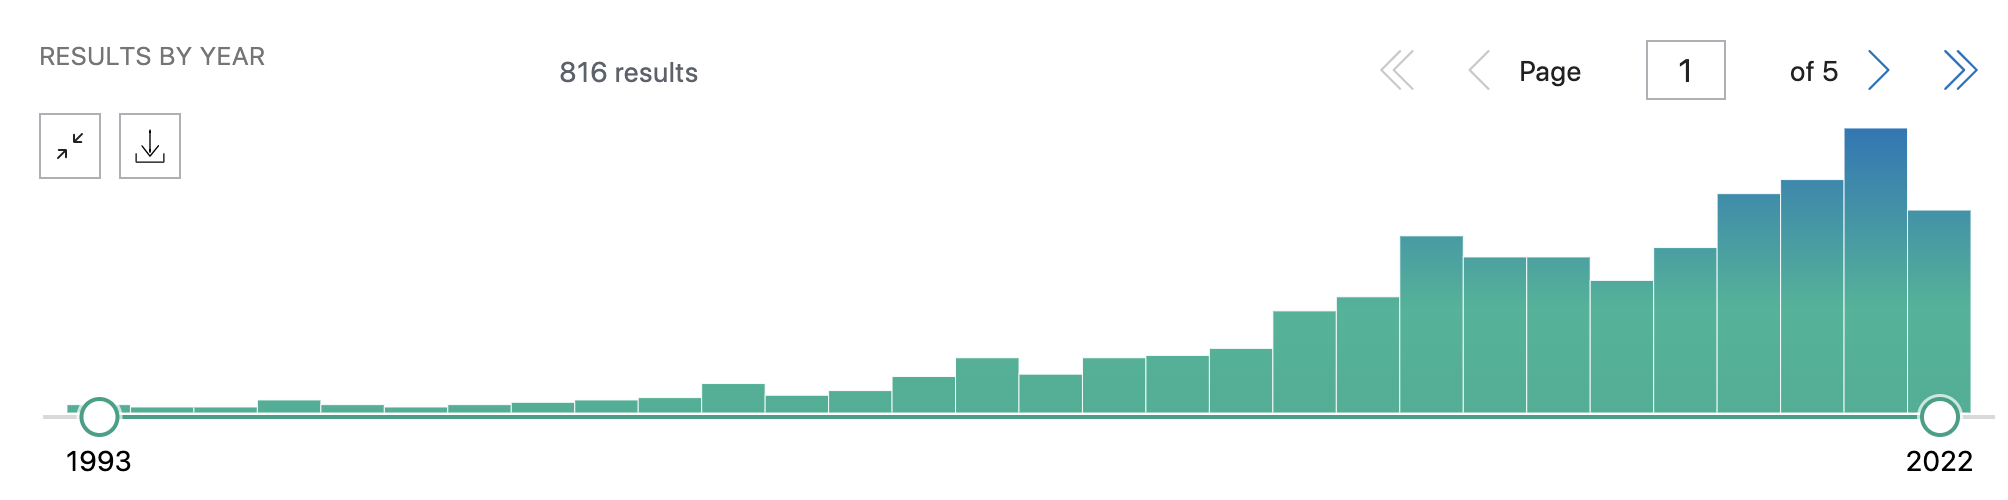 RESULTS BY YEAR
816 results
Page 1 of 5
1993
2022